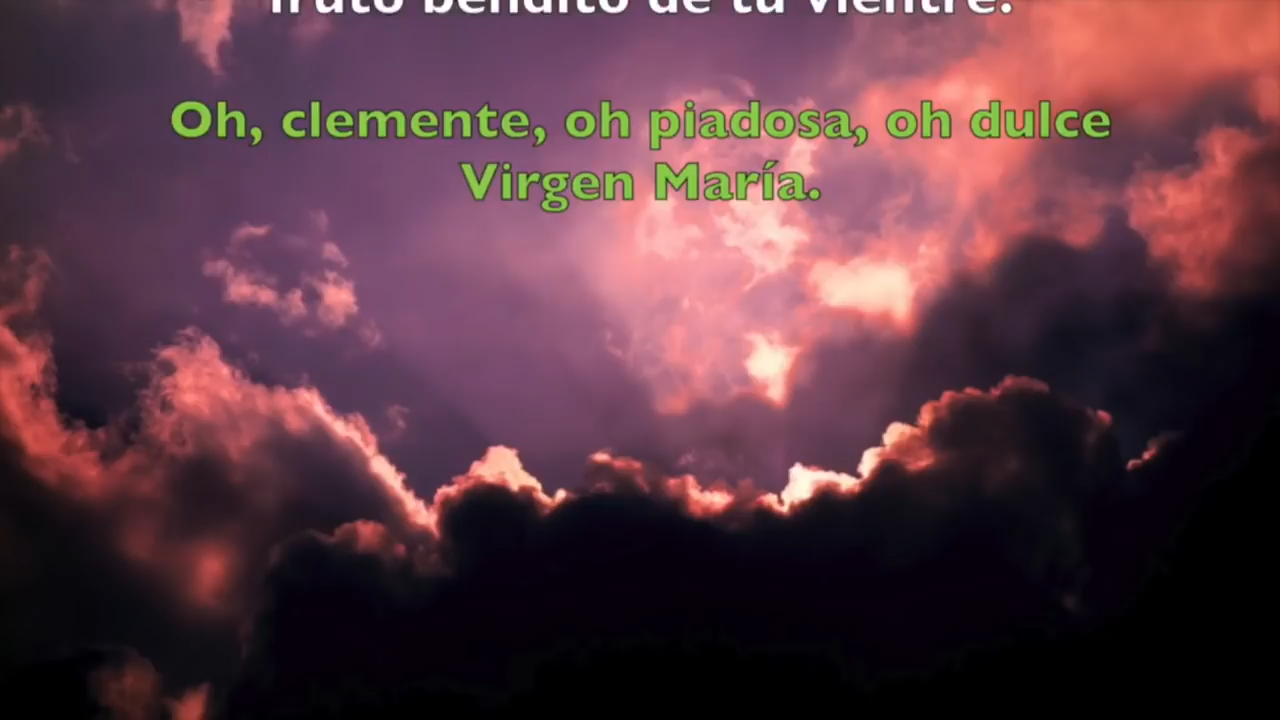 fruto bendito de tu vientre.
Oh, clemente, oh piadosa, oh dulce
Virgen María.